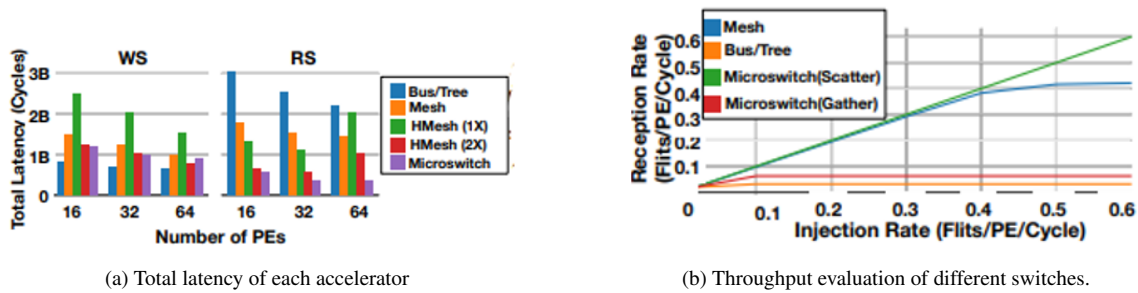 WS RS
Total Latency (Cycles)
3B
2B
1B
0
16 32 64 16 32 64
Number of PEs
Bus/Tree
Mesh
HMesh (1X)
HMesh (2X)
Microswitch
(a) Total latency of each accelerator
Reception Rate
(Flits/PE/Cycle)
0.6
0.5
0.4
0.3
0.2
0.1
Mesh
Bus/Tree
Microswitch(Scatter)
Microswitch(Gather)
0 0.1 0.2 0.3 0.4 0.5 0.6
Injection Rate (Flits/PE/Cycle)
(b) Throughput evaluation of different switches.